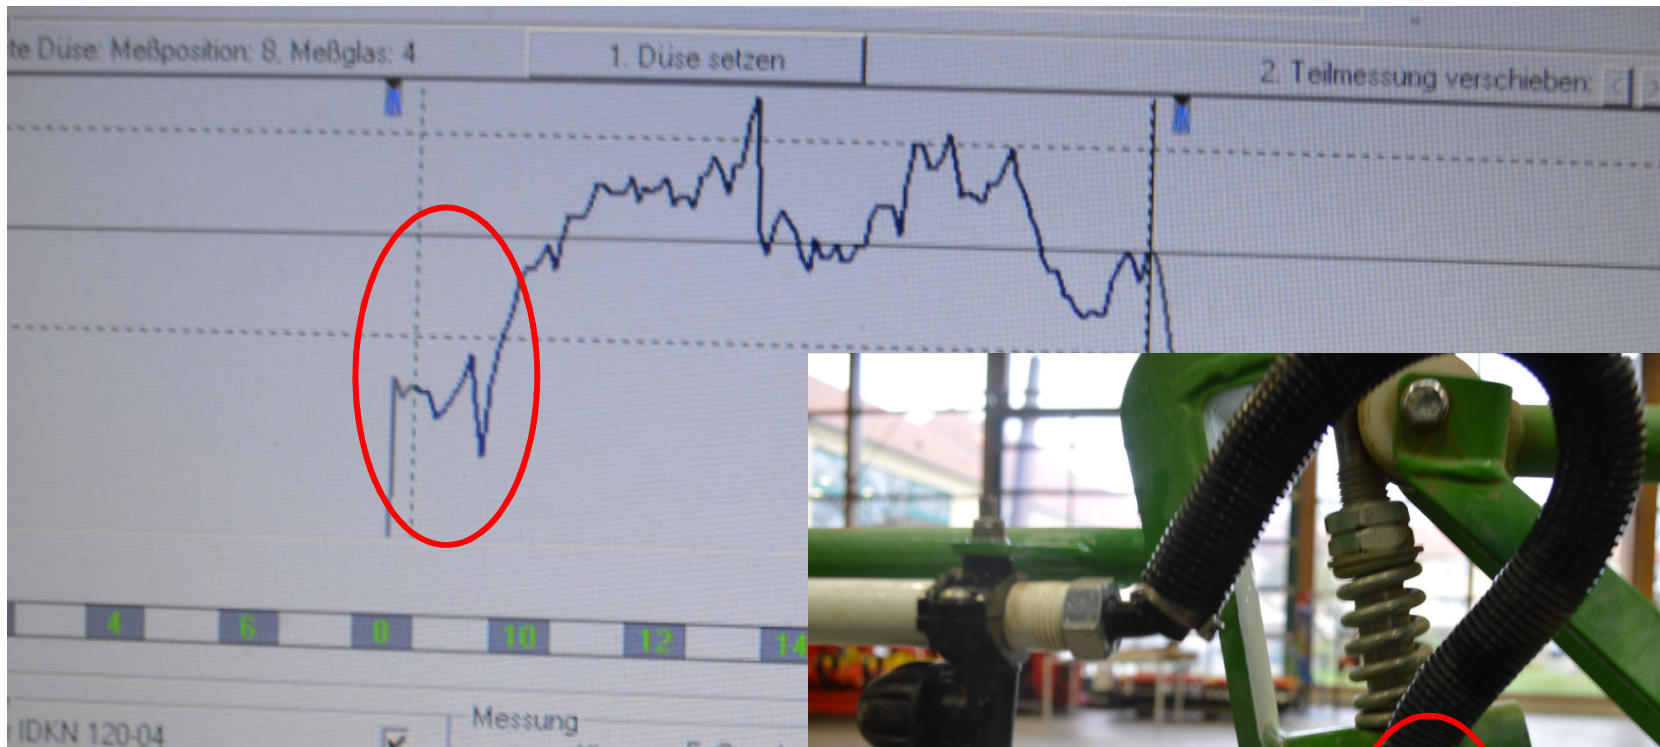 te Düse: Meßposition: 8, Meßglas: 4
1. Düse setzen
2. Teilmessung verschieben:
4 6 8 10 12 14
IDKN 120-04
Messung